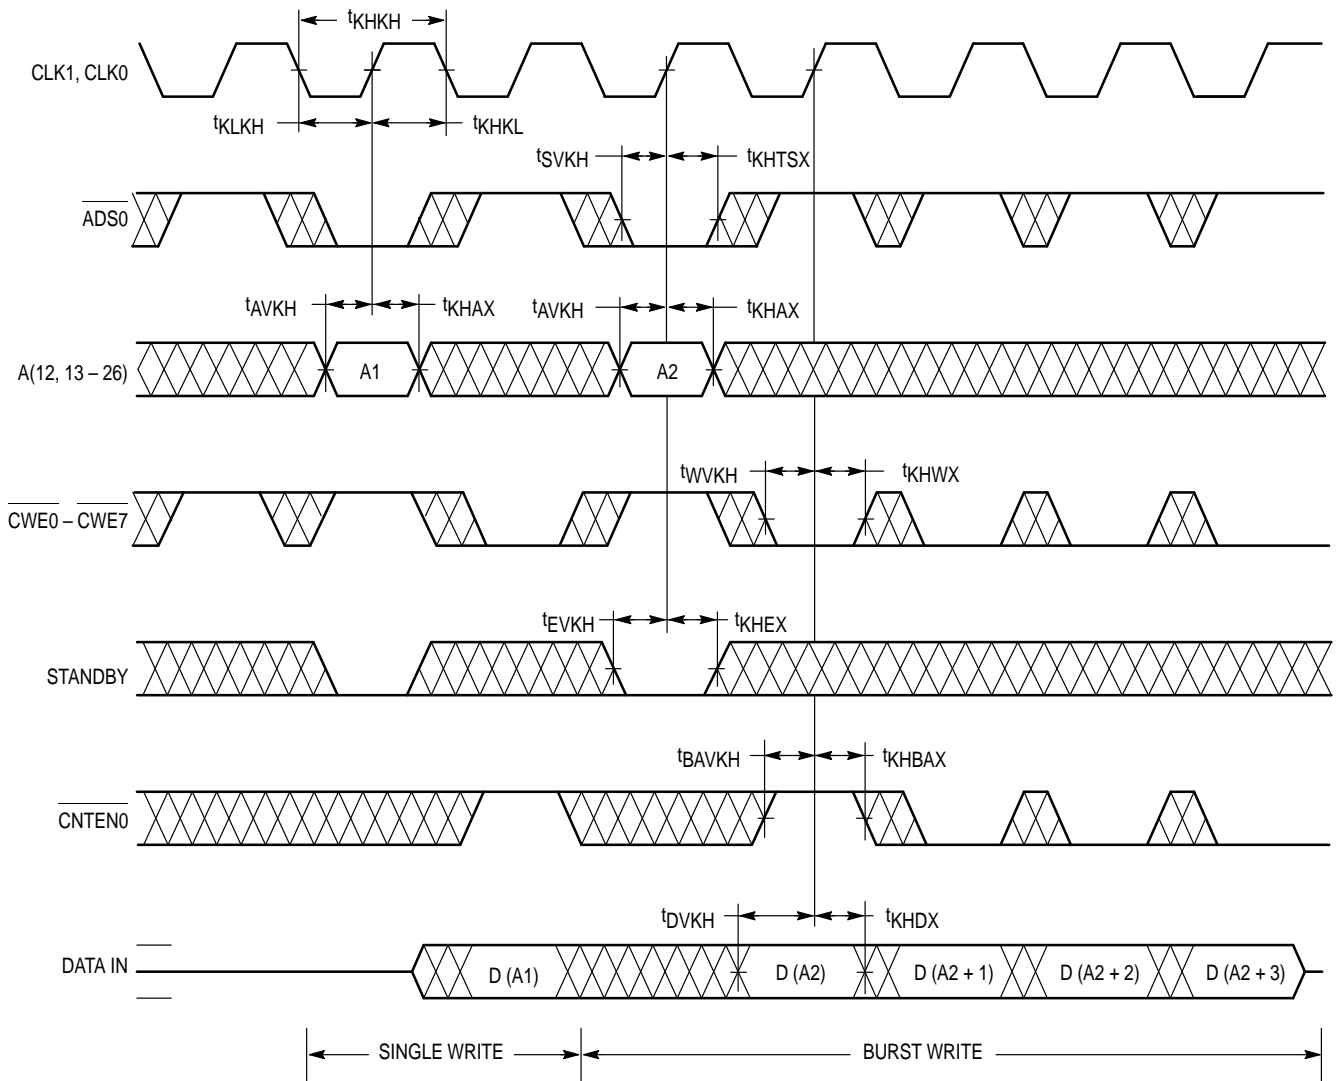 tKHKH
CLK1, CLK0
tKLKH tKHKL
tSVKH tKHTSX
ADS0
tAVKH tKHAX tAVKH tKHAX
A(12, 13 – 26) A1 A2
tWVKH tKHWX
CWE0 – CWE7
tEVKH tKHEX
STANDBY
tBAVKH tKHBAX
CNTEN0
tDVKH tKHDX
DATA IN D (A1) D (A2) D (A2 + 1) D (A2 + 2) D (A2 + 3)
SINGLE WRITE BURST WRITE